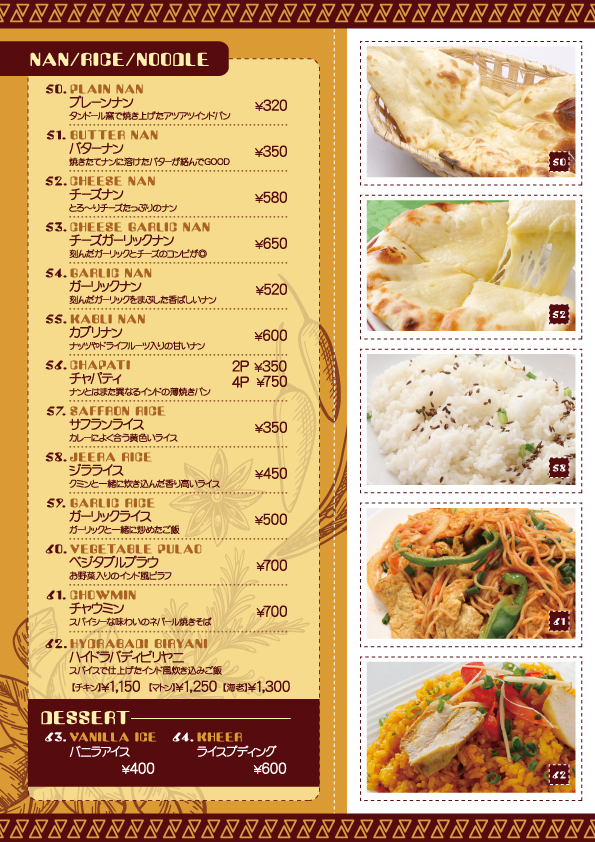 NAN/RICE/NOODLE
50. PLAIN NAN
プレーンナン
¥320
タンドール窯で焼き上げたアツアツインドパン
51. BUTTER NAN
バターナン
¥350
焼きたてナンに溶けたバターが絡んでGOOD
52. CHEESE NAN
チーズナン
¥580
とろ〜りチーズたっぷりのナン
53. CHEESE GARLIC NAN
チーズガーリックナン
¥650
刻んだガーリックとチーズのコンビが◎
54. GARLIC NAN
ガーリックナン
¥520
刻んだガーリックをまぶした香ばしいナン
55. KABLI NAN
カブリナン
¥600
ナッツやドライフルーツ入りの甘いナン
56. CHAPATI
2P ¥350
チャパティ
4P ¥750
ナンとはまた異なるインドの薄焼きパン
57. SAFFRON RICE
サフランライス
¥350
カレーによく合う黄色いライス
58. JEERA RICE
ジラライス
¥450
クミンと一緒に炊き込んだ香り高いライス
59. GARLIC RICE
ガーリックライス
¥500
ガーリックと一緒に炒めたご飯
60. VEGETABLE PULAO
ベジタブルプラウ
¥700
お野菜入りのインド風ピラフ
61. CHOWMIN
チャウミン
¥700
スパイシーな味わいのネパール焼きそば
62. HYDRABADI BIRYANI
ハイドラバディビリヤニ
スパイスで仕上げたインド風炊き込みご飯
【チキン】¥1,150 【マトン】¥1,250 【海老】¥1,300
DESSERT
63. VANILLA ICE
バニラアイス
¥400
64. KHEER
ライスプディング
¥600
50
52
58
61
62